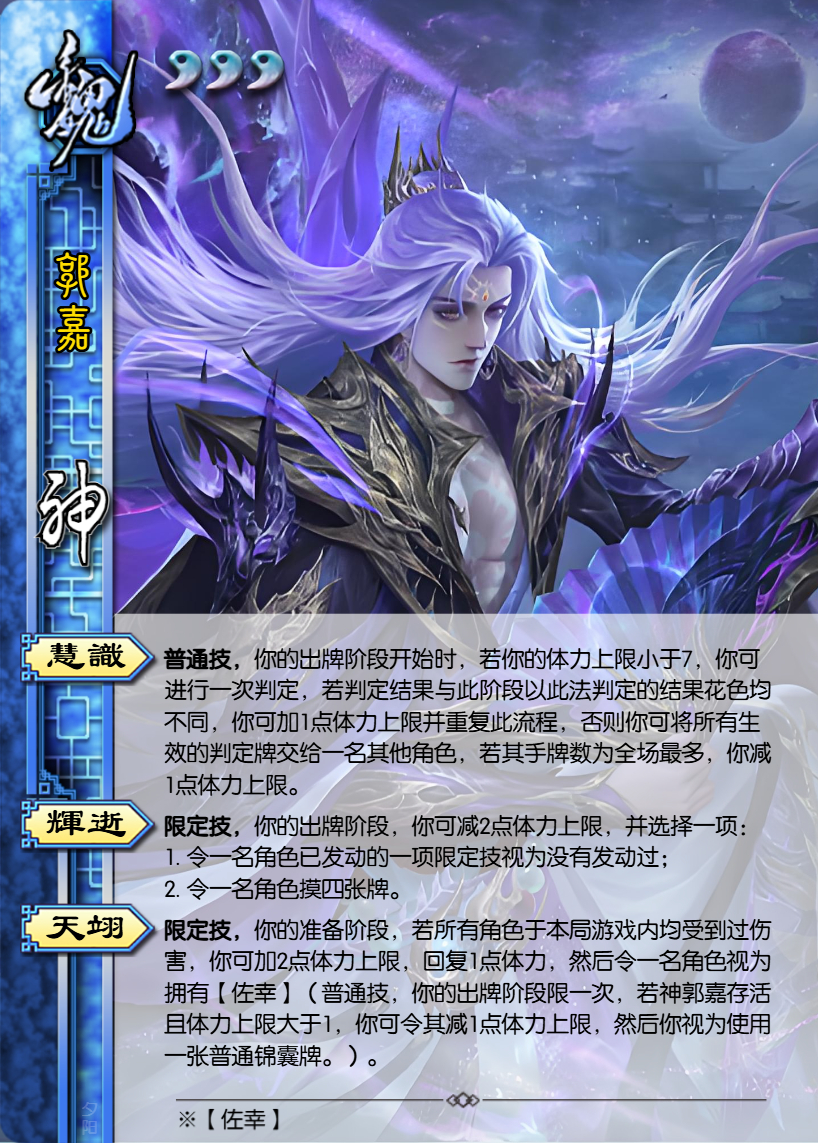 魏
郭嘉
神
慧識
普通技，你的出牌阶段开始时，若你的体力上限小于7，你可
进行一次判定，若判定结果与此阶段以此法判定的结果花色均
不同，你可加1点体力上限并重复此流程，否则你可将所有生
效的判定牌交给一名其他角色，若其手牌数为全场最多，你减
1点体力上限。
輝逝
限定技，你的出牌阶段，你可减2点体力上限，并选择一项：
1. 令一名角色已发动的一项限定技视为没有发动过；
2. 令一名角色摸四张牌。
天翊
限定技，你的准备阶段，若所有角色于本局游戏内均受到过伤
害，你可加2点体力上限，回复1点体力，然后令一名角色视为
拥有【佐幸】（普通技，你的出牌阶段限一次，若神郭嘉存活
且体力上限大于1，你可令其减1点体力上限，然后你视为使用
一张普通锦囊牌。）。
※【佐幸】
夕阳